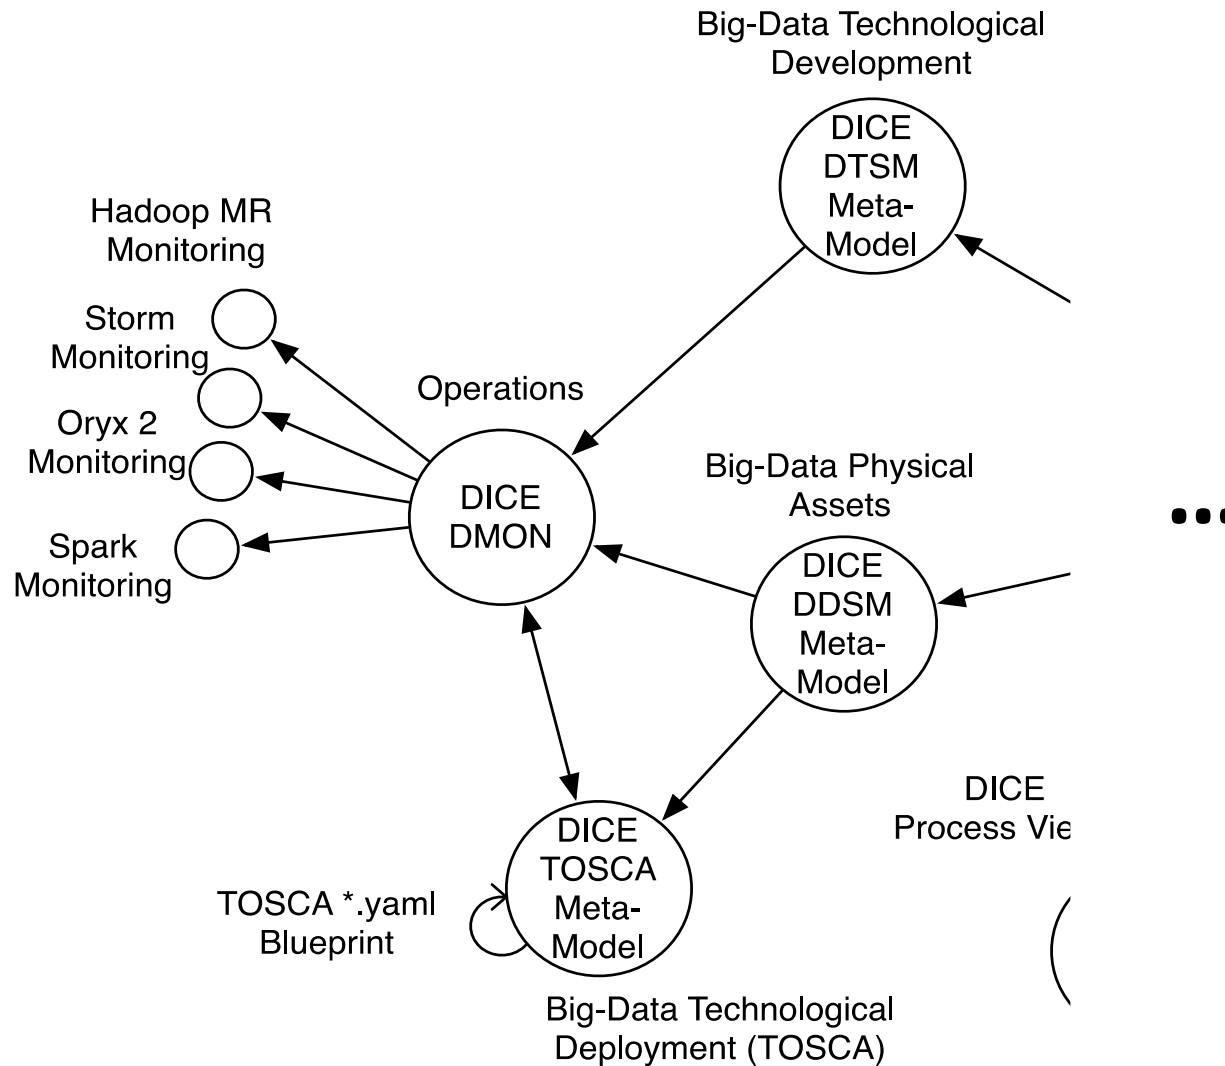 Big-Data Technological
Development
DICE
DTSM
Meta-
Model
Hadoop MR
Monitoring
Storm
Monitoring
Oryx 2
Monitoring
Spark
Monitoring
Operations
DICE
DMON
Big-Data Physical
Assets
DICE
DDSM
Meta-
Model
DICE
Process Vie
DICE
TOSCA
Meta-
Model
TOSCA *.yaml
Blueprint
Big-Data Technological
Deployment (TOSCA)
...